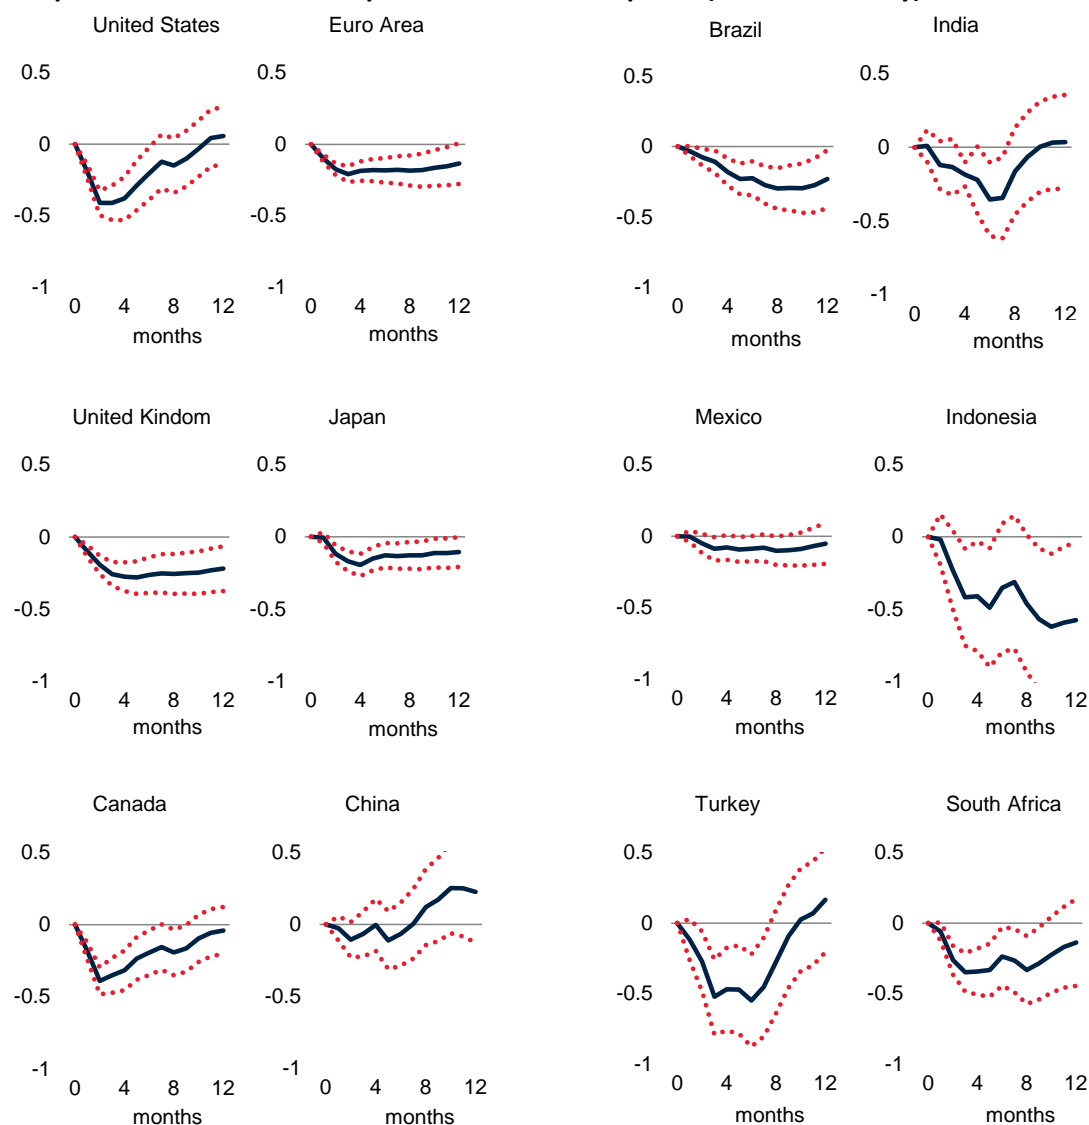 United States Euro Area Brazil India
0.5 0.5 0.5 0.5
0 0 0 0
-0.5 -0.5 -0.5 -0.5
-1 -1 -1 -1
0 4 8 12 0 4 8 12 0 4 8 12 0 4 8 12
months months months months
United Kindom Japan Mexico Indonesia
0.5 0.5 0.5 0.5
0 0 0 0
-0.5 -0.5 -0.5 -0.5
-1 -1 -1 -1
0 4 8 12 0 4 8 12 0 4 8 12 0 4 8 12
months months months months
Canada China Turkey South Africa
0.5 0.5 0.5 0.5
0 0 0 0
-0.5 -0.5 -0.5 -0.5
-1 -1 -1 -1
0 4 8 12 0 4 8 12 0 4 8 12 0 4 8 12
months months months months